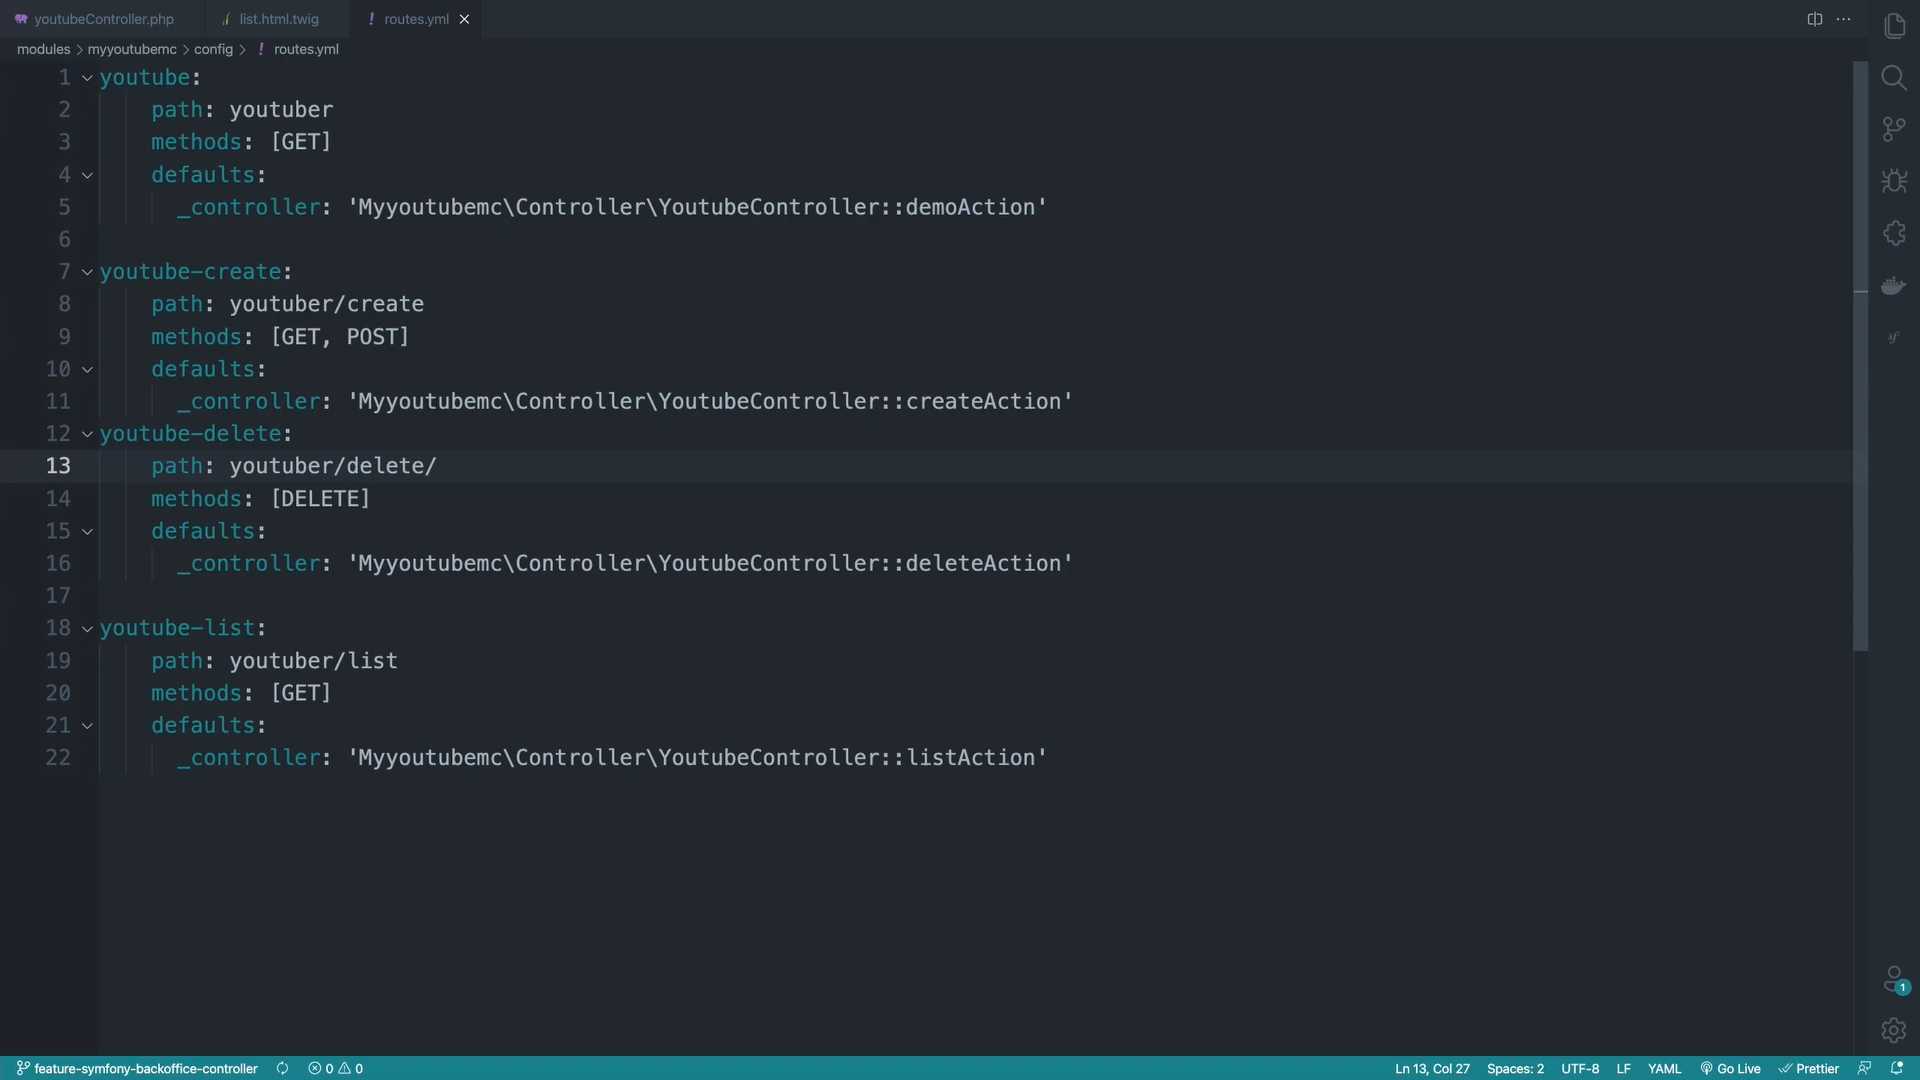 youtubeController.php list.html.twig ! routes.yml
modules > myyoutubemc > config > ! routes.yml
1 youtube:
2 path: youtuber
3 methods: [GET]
4 defaults:
5 _controller: 'Myyoutubemc\Controller\YoutubeController::demoAction'
6
7 youtube-create:
8 path: youtuber/create
9 methods: [GET, POST]
10 defaults:
11 _controller: 'Myyoutubemc\Controller\YoutubeController::createAction'
12 youtube-delete:
13 path: youtuber/delete/
14 methods: [DELETE]
15 defaults:
16 _controller: 'Myyoutubemc\Controller\YoutubeController::deleteAction'
17
18 youtube-list:
19 path: youtuber/list
20 methods: [GET]
21 defaults:
22 _controller: 'Myyoutubemc\Controller\YoutubeController::listAction'
sf
1
feature-symfony-backoffice-controller 0 0 Ln 13, Col 27 Spaces: 2 UTF-8 LF YAML Go Live Prettier